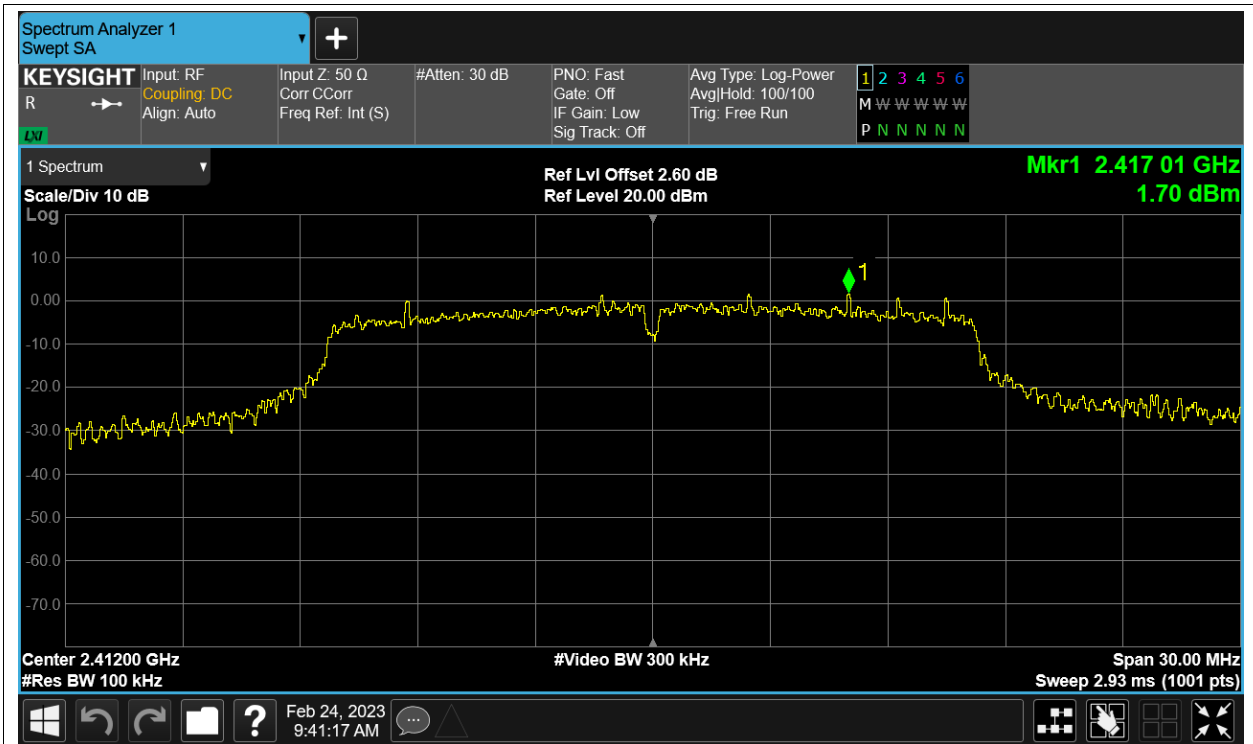 Spectrum Analyzer 1
Swept SA
+
KEYSIGHT
R
LXI
Input: RF
Coupling: DC
Align: Auto
Input Z: 50 Ω
Corr CCorr
Freq Ref: Int (S)
#Atten: 30 dB
PNO: Fast
Gate: Off
IF Gain: Low
Sig Track: Off
Avg Type: Log-Power
Avg|Hold: 100/100
Trig: Free Run
1 2 3 4 5 6
M W W W W W W
P N N N N N
1 Spectrum
Scale/Div 10 dB
Ref Lvl Offset 2.60 dB
Ref Level 20.00 dBm
Mkr1 2.417 01 GHz
1.70 dBm
Log
10.0
0.00
-10.0
-20.0
-30.0
-40.0
-50.0
-60.0
-70.0
1
Center 2.41200 GHz
#Video BW 300 kHz
Span 30.00 MHz
#Res BW 100 kHz
Sweep 2.93 ms (1001 pts)
?
Feb 24, 2023
9:41:17 AM